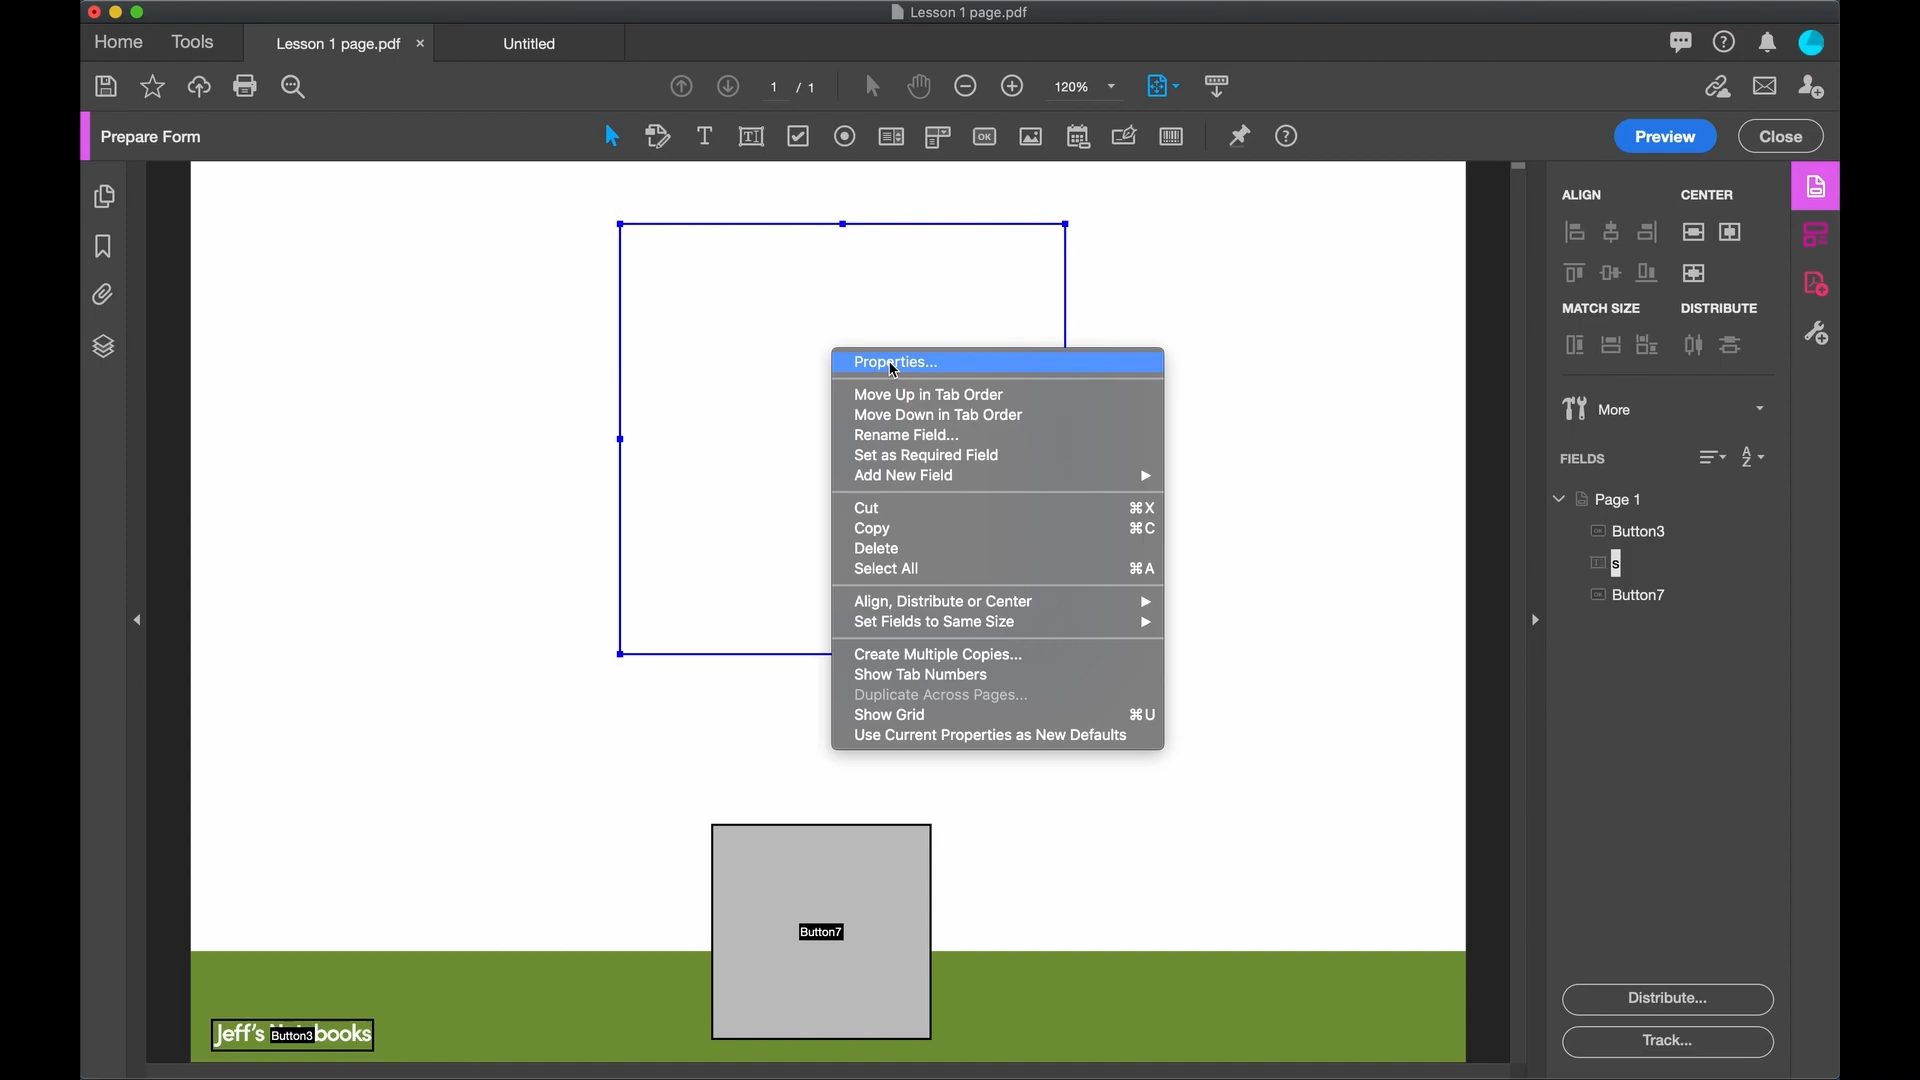 Lesson 1 page.pdf
Home
Tools
Lesson 1 page.pdf
Untitled
1 / 1
120%
Prepare Form
Preview
Close
Properties...
Move Up in Tab Order
Move Down in Tab Order
Rename Field...
Set as Required Field
Add New Field
Cut ⌘X
Copy ⌘C
Delete
Select All ⌘A
Align, Distribute or Center
Set Fields to Same Size
Create Multiple Copies...
Show Tab Numbers
Duplicate Across Pages...
Show Grid ⌘U
Use Current Properties as New Defaults
Button7
Jeff's
Button3
books
ALIGN
CENTER
MATCH SIZE
DISTRIBUTE
More
FIELDS
Page 1
Button3
s
Button7
Distribute...
Track...